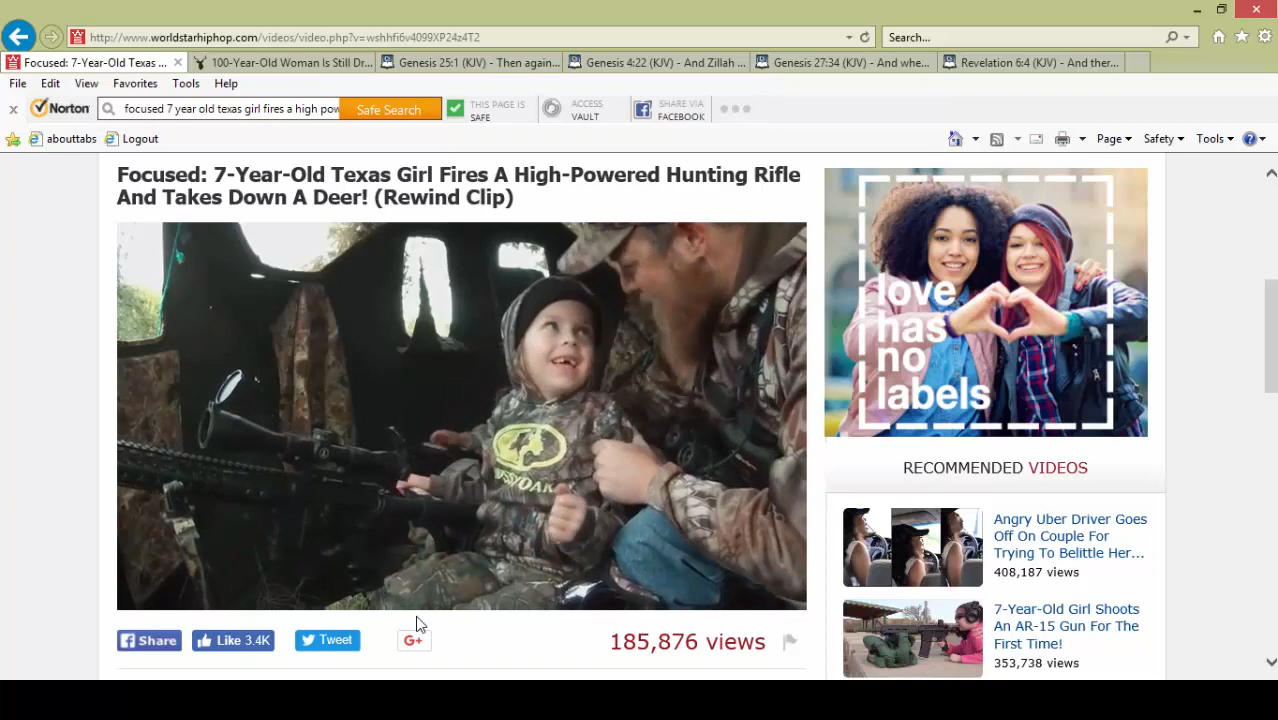 http://www.worldstarhiphop.com/videos/video.php?v=wshhfi6v4099XP24z4T2
Search...
Focused: 7-Year-Old Texas ...
100-Year-Old Woman Is Still Dr...
Genesis 25:1 (KJV) - Then again...
Genesis 4:22 (KJV) - And Zillah ...
Genesis 27:34 (KJV) - And whe...
Revelation 6:4 (KJV) - And ther...
File Edit View Favorites Tools Help
x Norton
focused 7 year old texas girl fires a high pow
Safe Search
THIS PAGE IS
SAFE
ACCESS
VAULT
SHARE VIA
FACEBOOK
abouttabs
Logout
Page
Safety
Tools
Focused: 7-Year-Old Texas Girl Fires A High-Powered Hunting Rifle
And Takes Down A Deer! (Rewind Clip)
love
has
no
labels
RECOMMENDED VIDEOS
Angry Uber Driver Goes
Off On Couple For
Trying To Belittle Her...
408,187 views
7-Year-Old Girl Shoots
An AR-15 Gun For The
First Time!
353,738 views
Share
Like 3.4K
Tweet
G+
185,876 views